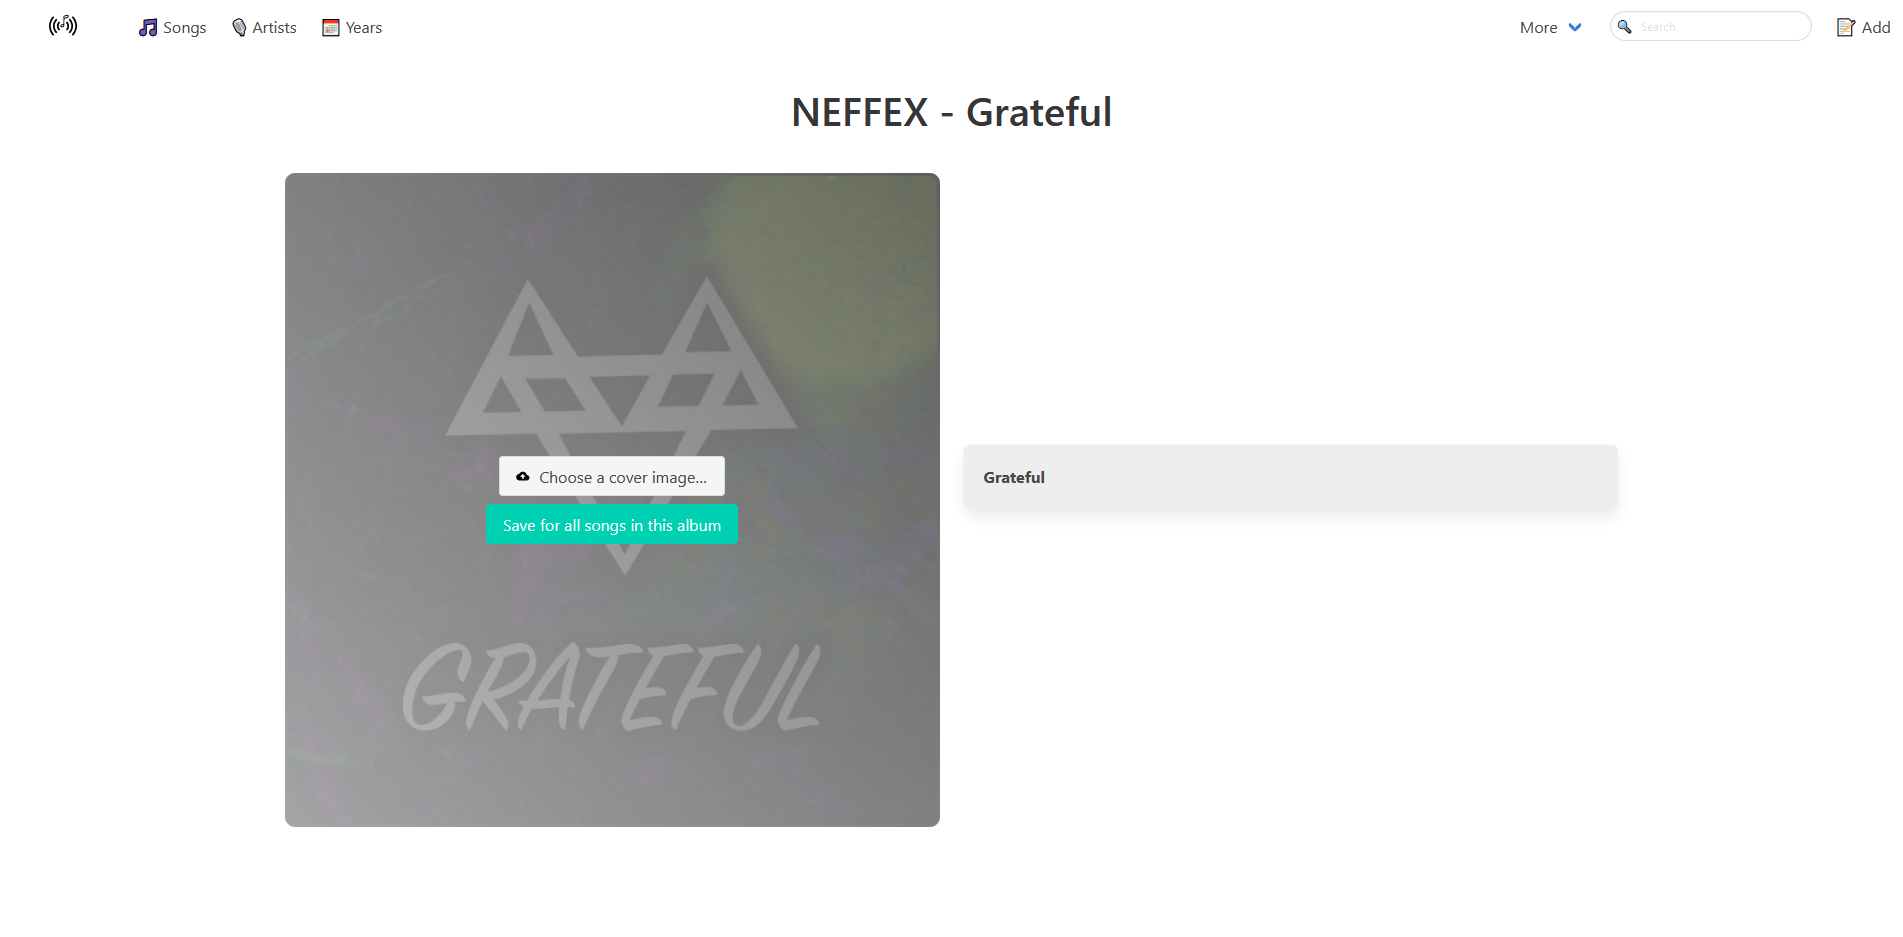 Songs
Artists
Years
More
Search
Add
NEFFEX - Grateful
Choose a cover image...
Save for all songs in this album
GRATEFUL
Grateful